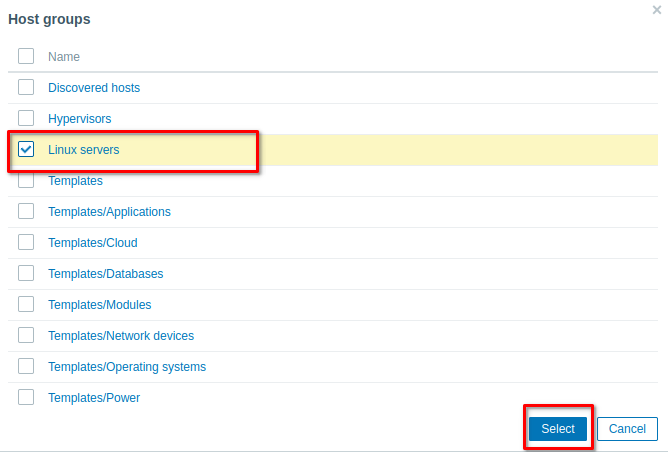 Host groups
Name
Discovered hosts
Hypervisors
Linux servers
Templates
Templates/Applications
Templates/Cloud
Templates/Databases
Templates/Modules
Templates/Network devices
Templates/Operating systems
Templates/Power
Select Cancel